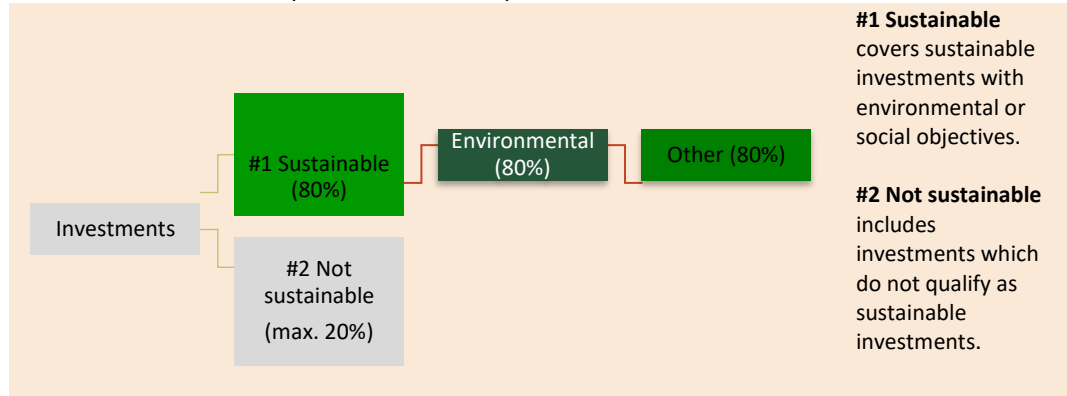 Investments
#1 Sustainable
(80%)
#2 Not
sustainable
(max. 20%)
Environmental
(80%)
Other (80%)
#1 Sustainable
covers sustainable
investments with
environmental or
social objectives.
#2 Not sustainable
includes
investments which
do not qualify as
sustainable
investments.